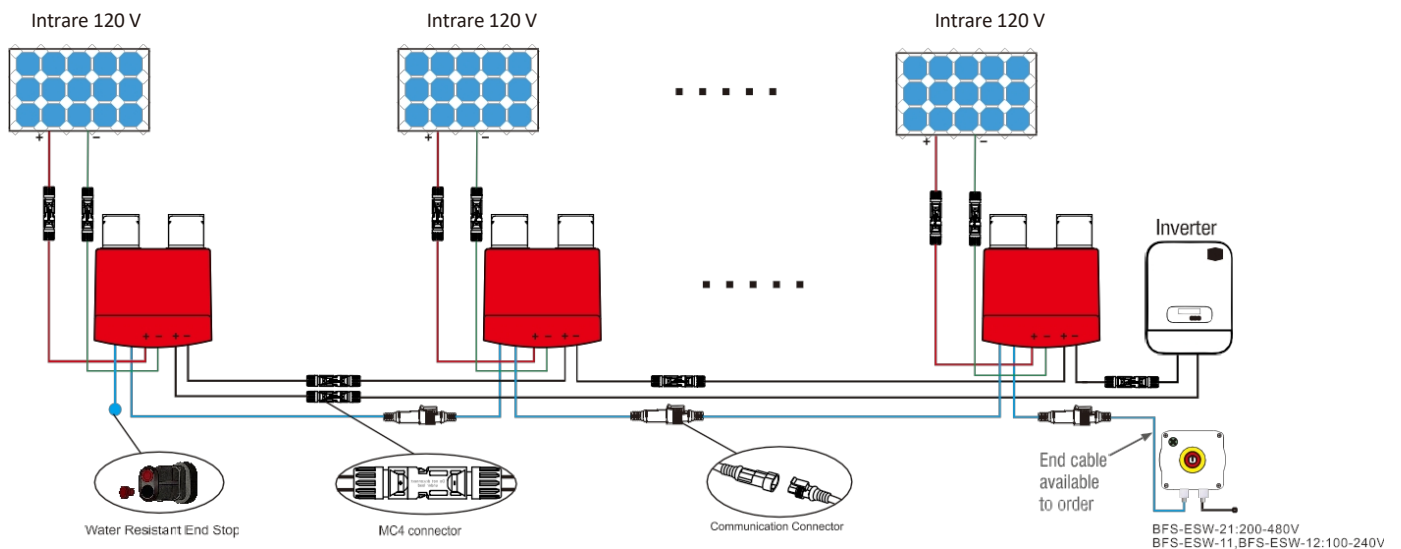 Intrare 120 V
Intrare 120 V
Intrare 120 V
+ −
+ −
+ −
Inverter
+ − + −
+ − + −
+ − + −
End cable
available
to order
Water Resistant End Stop
MC4 connector
Communication Connector
BFS-ESW-21:200-480V
BFS-ESW-11,BFS-ESW-12:100-240V